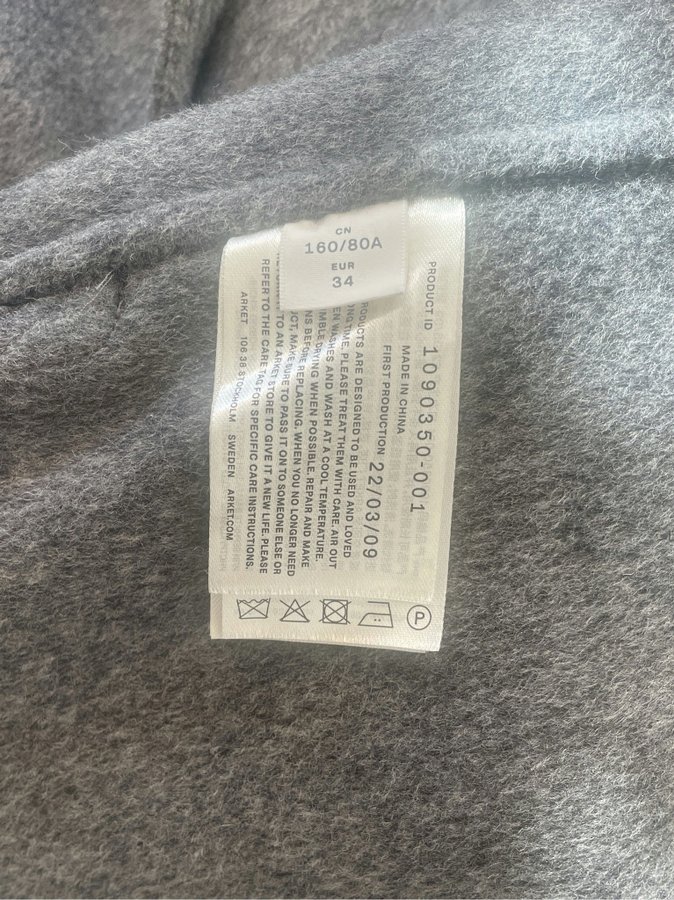 CN
160/80A
EUR
34
PRODUCT ID 1090350-001
MADE IN CHINA
FIRST PRODUCTION 22/03/09
PRODUCTS ARE DESIGNED TO BE USED AND LOVED
TIME. PLEASE TREAT THEM WITH CARE. AIR OUT
WASHES AND WASH AT A COOL TEMPERATURE.
DRYING WHEN POSSIBLE. REPAIR AND MAKE
BEFORE REPLACING. WHEN YOU NO LONGER NEED
MAKE SURE TO PASS IT ON TO SOMEONE ELSE OR
TO AN ARKET STORE TO GIVE IT A NEW LIFE. PLEASE
REFER TO THE CARE TAG FOR SPECIFIC CARE INSTRUCTIONS.
ARKET 106 38 STOCKHOLM SWEDEN ARKET.COM
P